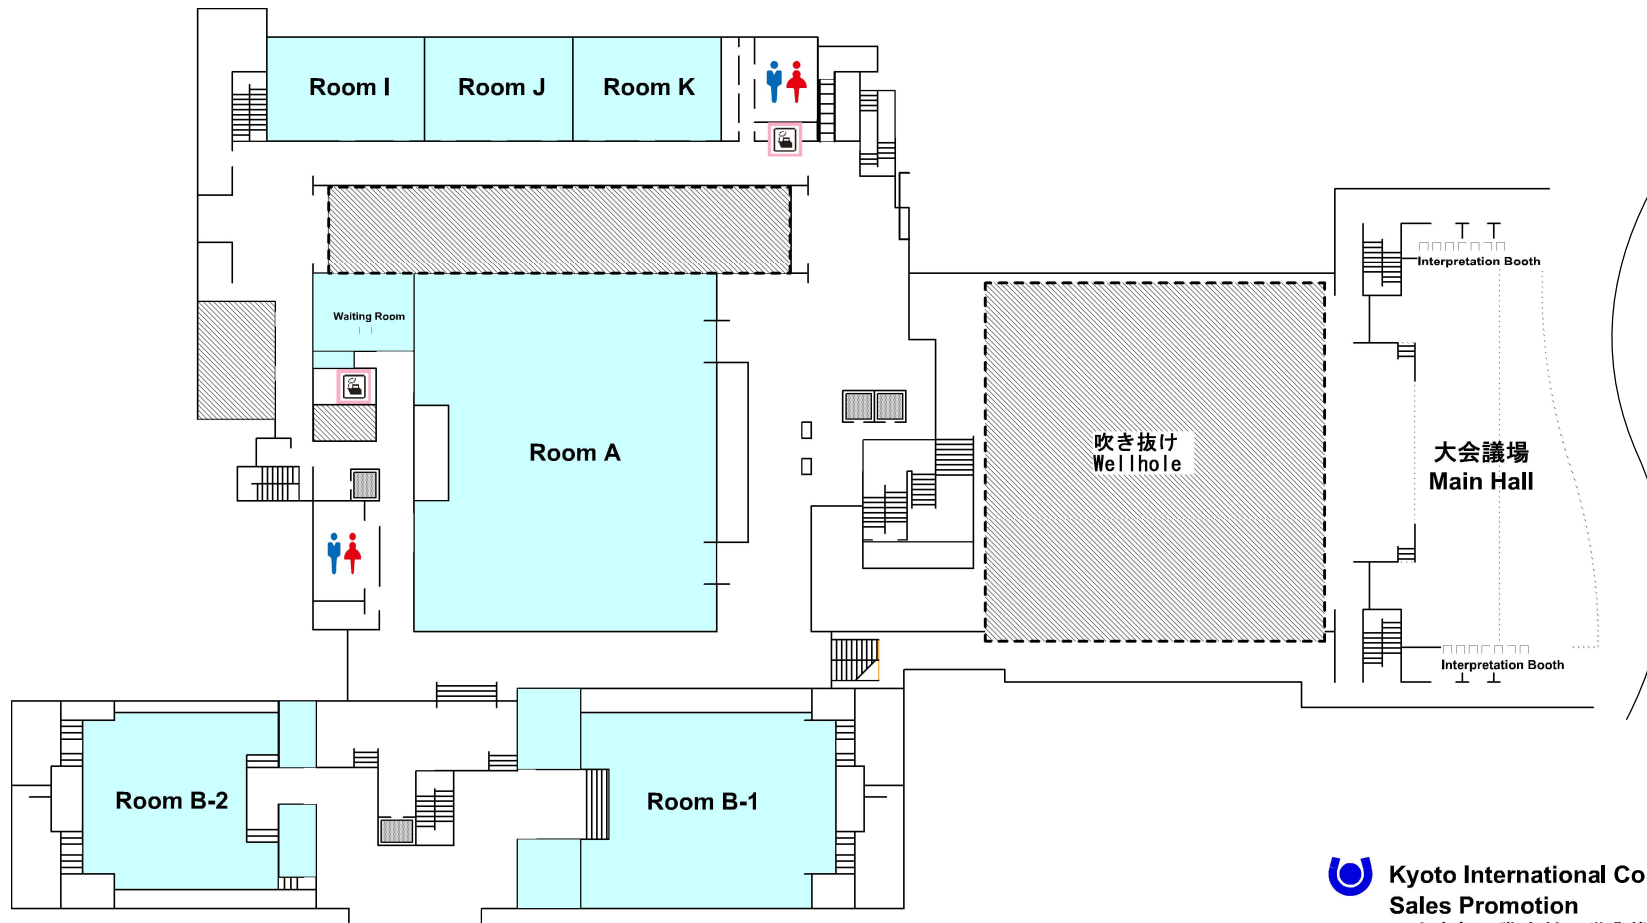 Room I
Room J
Room K
Interpretation Booth
Waiting Room
Room A
吹き抜け
Wellhole
大会議場
Main Hall
Interpretation Booth
Room B-2
Room B-1
Kyoto International Co
Sales Promotion